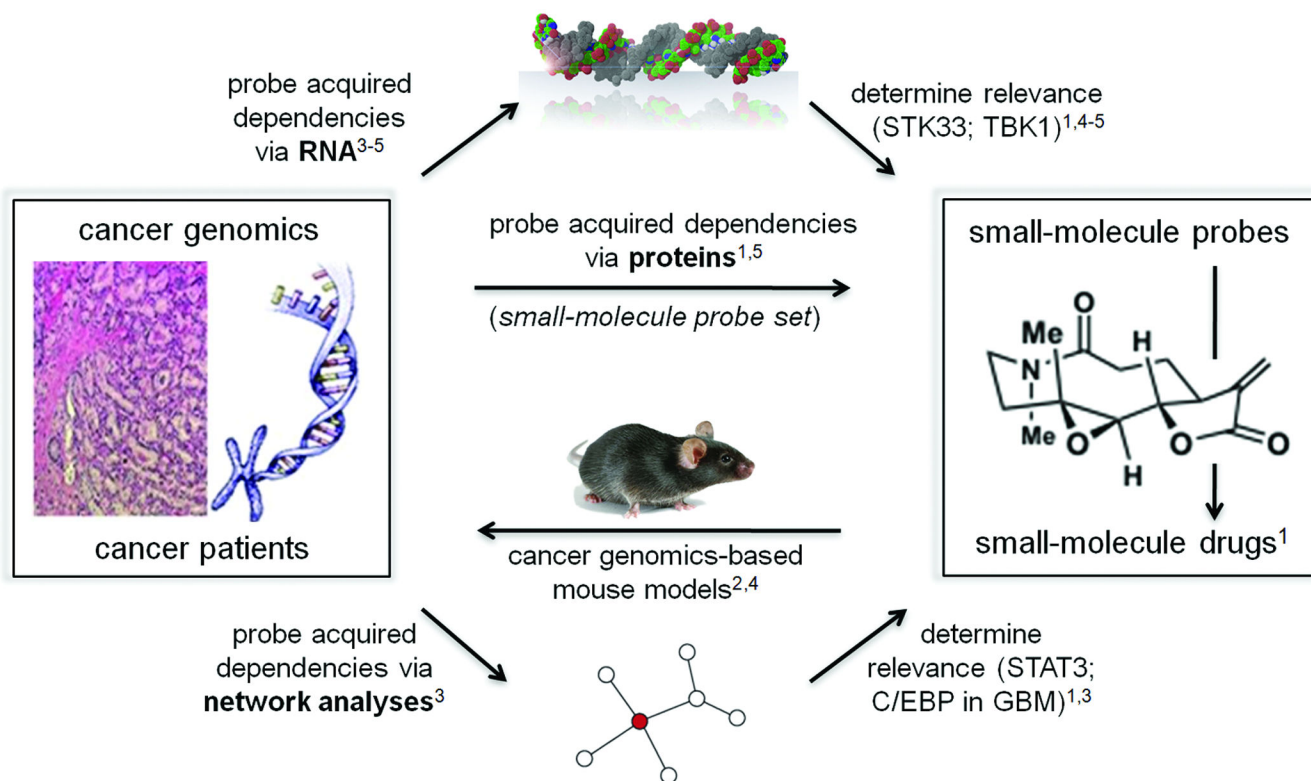 probe acquired
dependencies
via RNA3-5
determine relevance
(STK33; TBK1)1,4-5
cancer genomics
cancer patients
probe acquired dependencies
via proteins1,5
(small-molecule probe set)
cancer genomics-based
mouse models2,4
small-molecule probes
O
Me
H
N
Me
O
H
O
O
small-molecule drugs1
probe acquired
dependencies via
network analyses3
determine
relevance (STAT3;
C/EBP in GBM)1,3